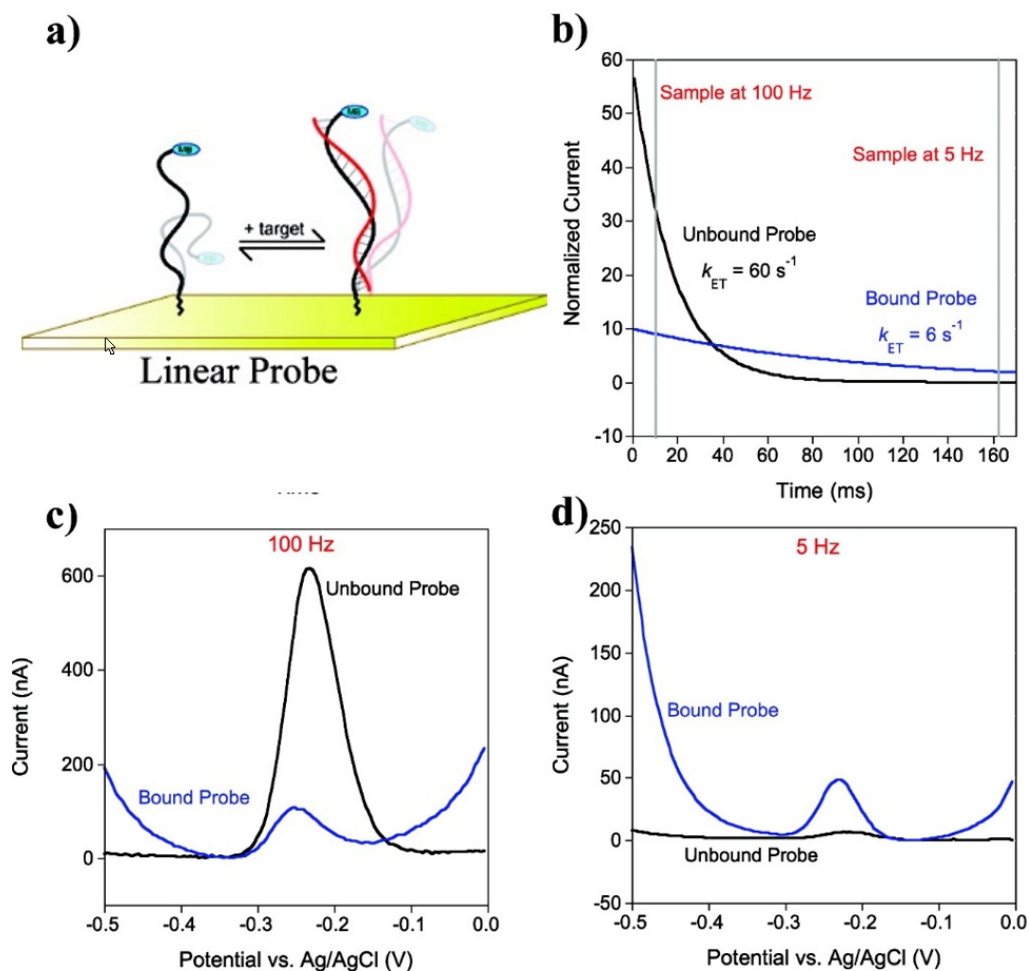 a)
MB
MB
+ target
Linear Probe
b)
Normalized Current
60
50
40
30
20
10
0
-10
Sample at 100 Hz
Sample at 5 Hz
Unbound Probe
kET = 60 s-1
Bound Probe
kET = 6 s-1
0 20 40 60 80 100 120 140 160
Time (ms)
c)
100 Hz
Unbound Probe
Bound Probe
Current (nA)
600
400
200
0
-0.5 -0.4 -0.3 -0.2 -0.1 0.0
Potential vs. Ag/AgCl (V)
d)
5 Hz
Bound Probe
Unbound Probe
Current (nA)
250
200
150
100
50
0
-50
-0.5 -0.4 -0.3 -0.2 -0.1 0.0
Potential vs. Ag/AgCl (V)